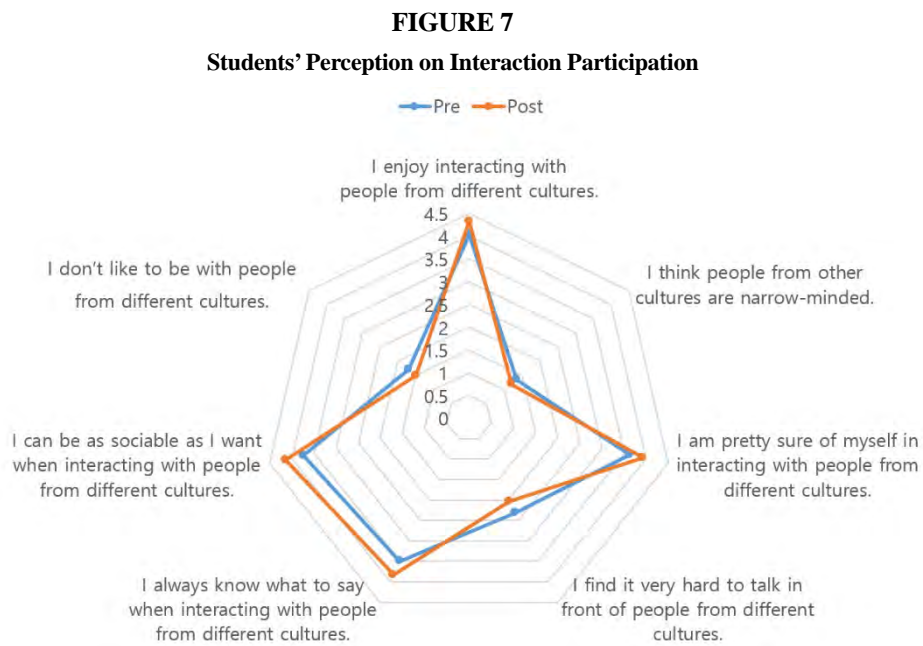 FIGURE 7
Students' Perception on Interaction Participation
Pre Post
I enjoy interacting with
people from different cultures.
4.5
4
3.5
3
2.5
2
1.5
1
0.5
0
I think people from other
cultures are narrow-minded.
I am pretty sure of myself in
interacting with people from
different cultures.
I find it very hard to talk in
front of people from different
cultures.
I always know what to say
when interacting with people
from different cultures.
I can be as sociable as I want
when interacting with people
from different cultures.
I don't like to be with people
from different cultures.